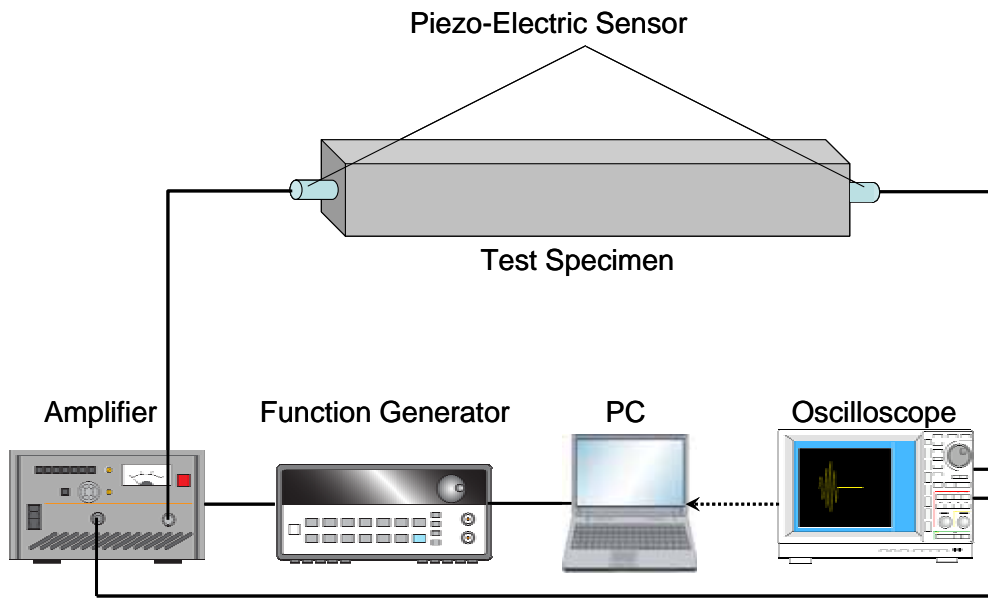 Piezo-Electric Sensor
Test Specimen
Amplifier
Function Generator
PC
Oscilloscope